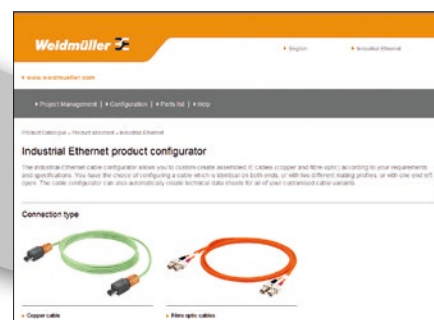 Weidmüller
English Industrial Ethernet
www.weidmueller.com
Project Management | Configuration | Parts list | Help
Product Catalogue » Product selection » Industrial Ethernet
Industrial Ethernet product configurator
The industrial Ethernet cable configurator allows you to custom-create assembled IE cables (copper and fibre-optic) according to your requirements
and specifications. You have the choice of configuring a cable which is identical on both ends, or with two different mating profiles, or with one end left
open. The cable configurator can also automatically create technical data sheets for all of your customised cable variants.
Connection type
Copper cable Fibre optic cables